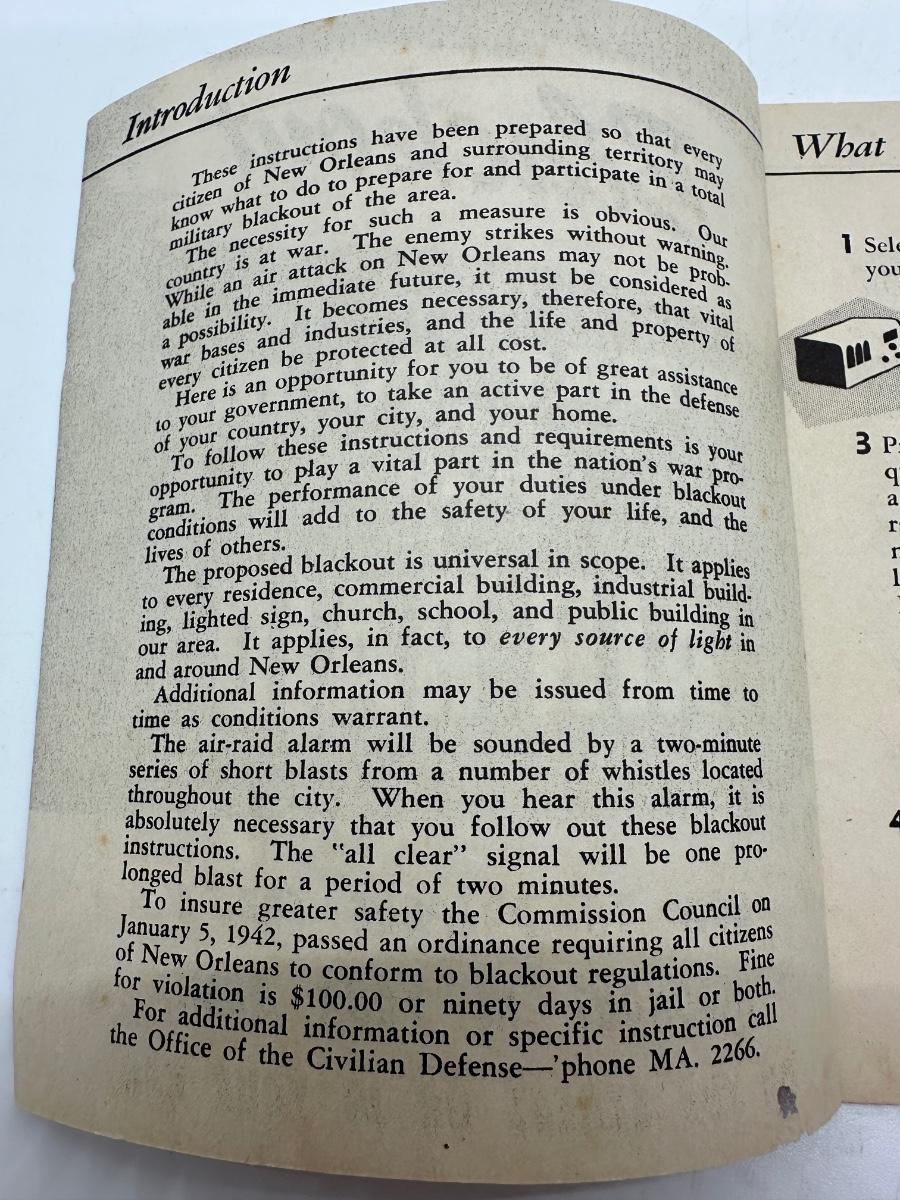 Introduction
These instructions have been prepared so that every
citizen of New Orleans and surrounding territory may
know what to do to prepare for and participate in a total
military blackout of the area.
The necessity for such a measure is obvious. Our
country is at war. The enemy strikes without warning.
While an air attack on New Orleans may not be prob-
able in the immediate future, it must be considered as
a possibility. It becomes necessary, therefore, that vital
war bases and industries, and the life and property of
every citizen be protected at all cost.
Here is an opportunity for you to be of great assistance
to your government, to take an active part in the defense
of your country, your city, and your home.
To follow these instructions and requirements is your
opportunity to play a vital part in the nation's war pro-
gram. The performance of your duties under blackout
conditions will add to the safety of your life, and the
lives of others.
The proposed blackout is universal in scope. It applies
to every residence, commercial building, industrial build-
ing, lighted sign, church, school, and public building in
our area. It applies, in fact, to every source of light in
and around New Orleans.
Additional information may be issued from time to
time as conditions warrant.
The air-raid alarm will be sounded by a two-minute
series of short blasts from a number of whistles located
throughout the city. When you hear this alarm, it is
absolutely necessary that you follow out these blackout
instructions. The "all clear" signal will be one pro-
longed blast for a period of two minutes.
To insure greater safety the Commission Council on
January 5, 1942, passed an ordinance requiring all citizens
of New Orleans to conform to blackout regulations. Fine
for violation is $100.00 or ninety days in jail or both.
For additional information or specific instruction call
the Office of the Civilian Defense—'phone MA. 2266.
What
1
3